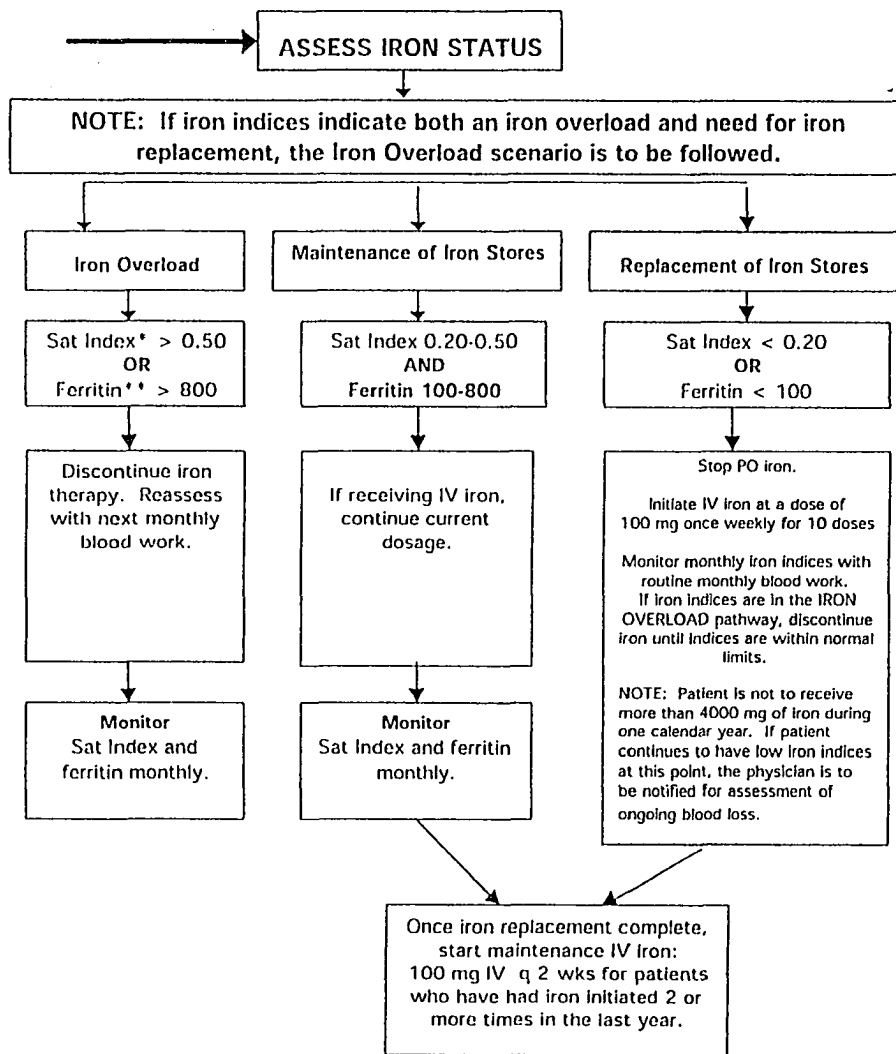 ASSESS IRON STATUS
NOTE: If iron indices indicate both an iron overload and need for iron
replacement, the Iron Overload scenario is to be followed.
Iron Overload
Sat Index* > 0.50
OR
Ferritin** > 800
Discontinue iron
therapy. Reassess
with next monthly
blood work.
Monitor
Sat Index and
ferritin monthly.
Maintenance of Iron Stores
Sat Index 0.20-0.50
AND
Ferritin 100-800
If receiving IV iron,
continue current
dosage.
Monitor
Sat Index and ferritin
monthly.
Replacement of Iron Stores
Sat Index < 0.20
OR
Ferritin < 100
Stop PO iron.
Initiate IV iron at a dose of
100 mg once weekly for 10 doses
Monitor monthly iron indices with
routine monthly blood work.
If iron indices are in the IRON
OVERLOAD pathway, discontinue
iron until indices are within normal
limits.
NOTE: Patient is not to receive
more than 4000 mg of iron during
one calendar year. If patient
continues to have low iron indices
at this point, the physician is to
be notified for assessment of
ongoing blood loss.
Once iron replacement complete,
start maintenance IV iron:
100 mg IV q 2 wks for patients
who have had iron initiated 2 or
more times in the last year.